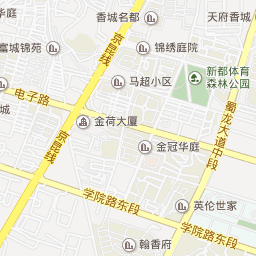 华庭
香城名都
天府香城
富城锦苑
京昆线
锦绣庭院
马超小区
新都体育
森林公园
电子路
城
金荷大厦
京昆线
蜀龙大道中段
金冠华庭
学院路东段
英伦世家
学院路东段
翰香府